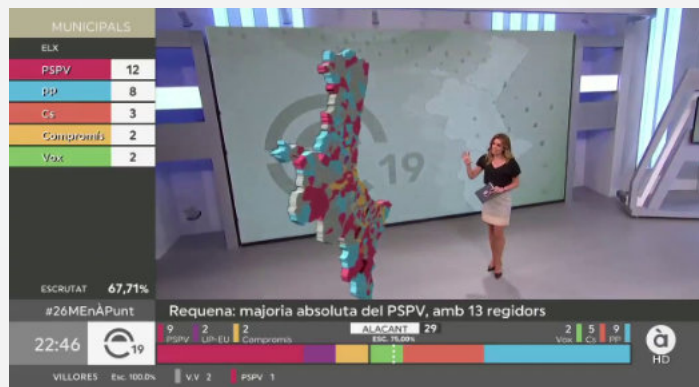 MUNICIPALS
ELX
PSPV 12
PP 8
Cs 3
Compromís 2
Vox 2
ESCRUTAT 67,71%
19
#26MEnÀPunt
Requena: majoria absoluta del PSPV, amb 13 regidors
22:46
19
9 PSPV
2 UP-EU
2 Compromís
ALACANT 29
ESC. 75,00%
2 Vox
5 Cs
9 PP
à HD
VILLORES Esc. 100,0% V.V 2 PSPV 1